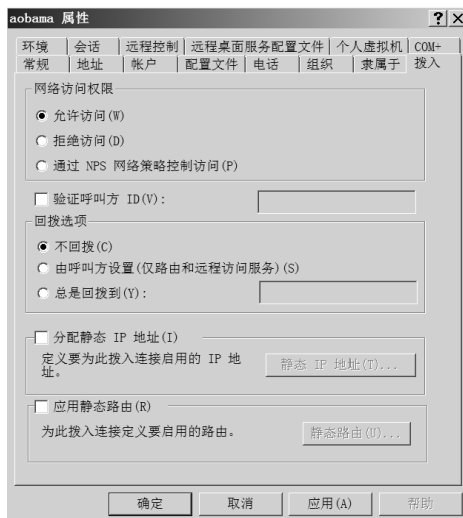 aobama 属性
环境 会话 远程控制 远程桌面服务配置文件 个人虚拟机 COM+
常规 地址 帐户 配置文件 电话 组织 隶属于 拨入
网络访问权限
允许访问(W)
拒绝访问(D)
通过 NPS 网络策略控制访问(P)
验证呼叫方 ID(V):
回拨选项
不回拨(C)
由呼叫方设置(仅路由和远程访问服务)(S)
总是回拨到(Y):
分配静态 IP 地址(I)
定义要为此拨入连接启用的 IP 地
址。
静态 IP 地址(T)...
应用静态路由(R)
为此拨入连接定义要启用的路由。
静态路由(U)...
确定 取消 应用(A) 帮助